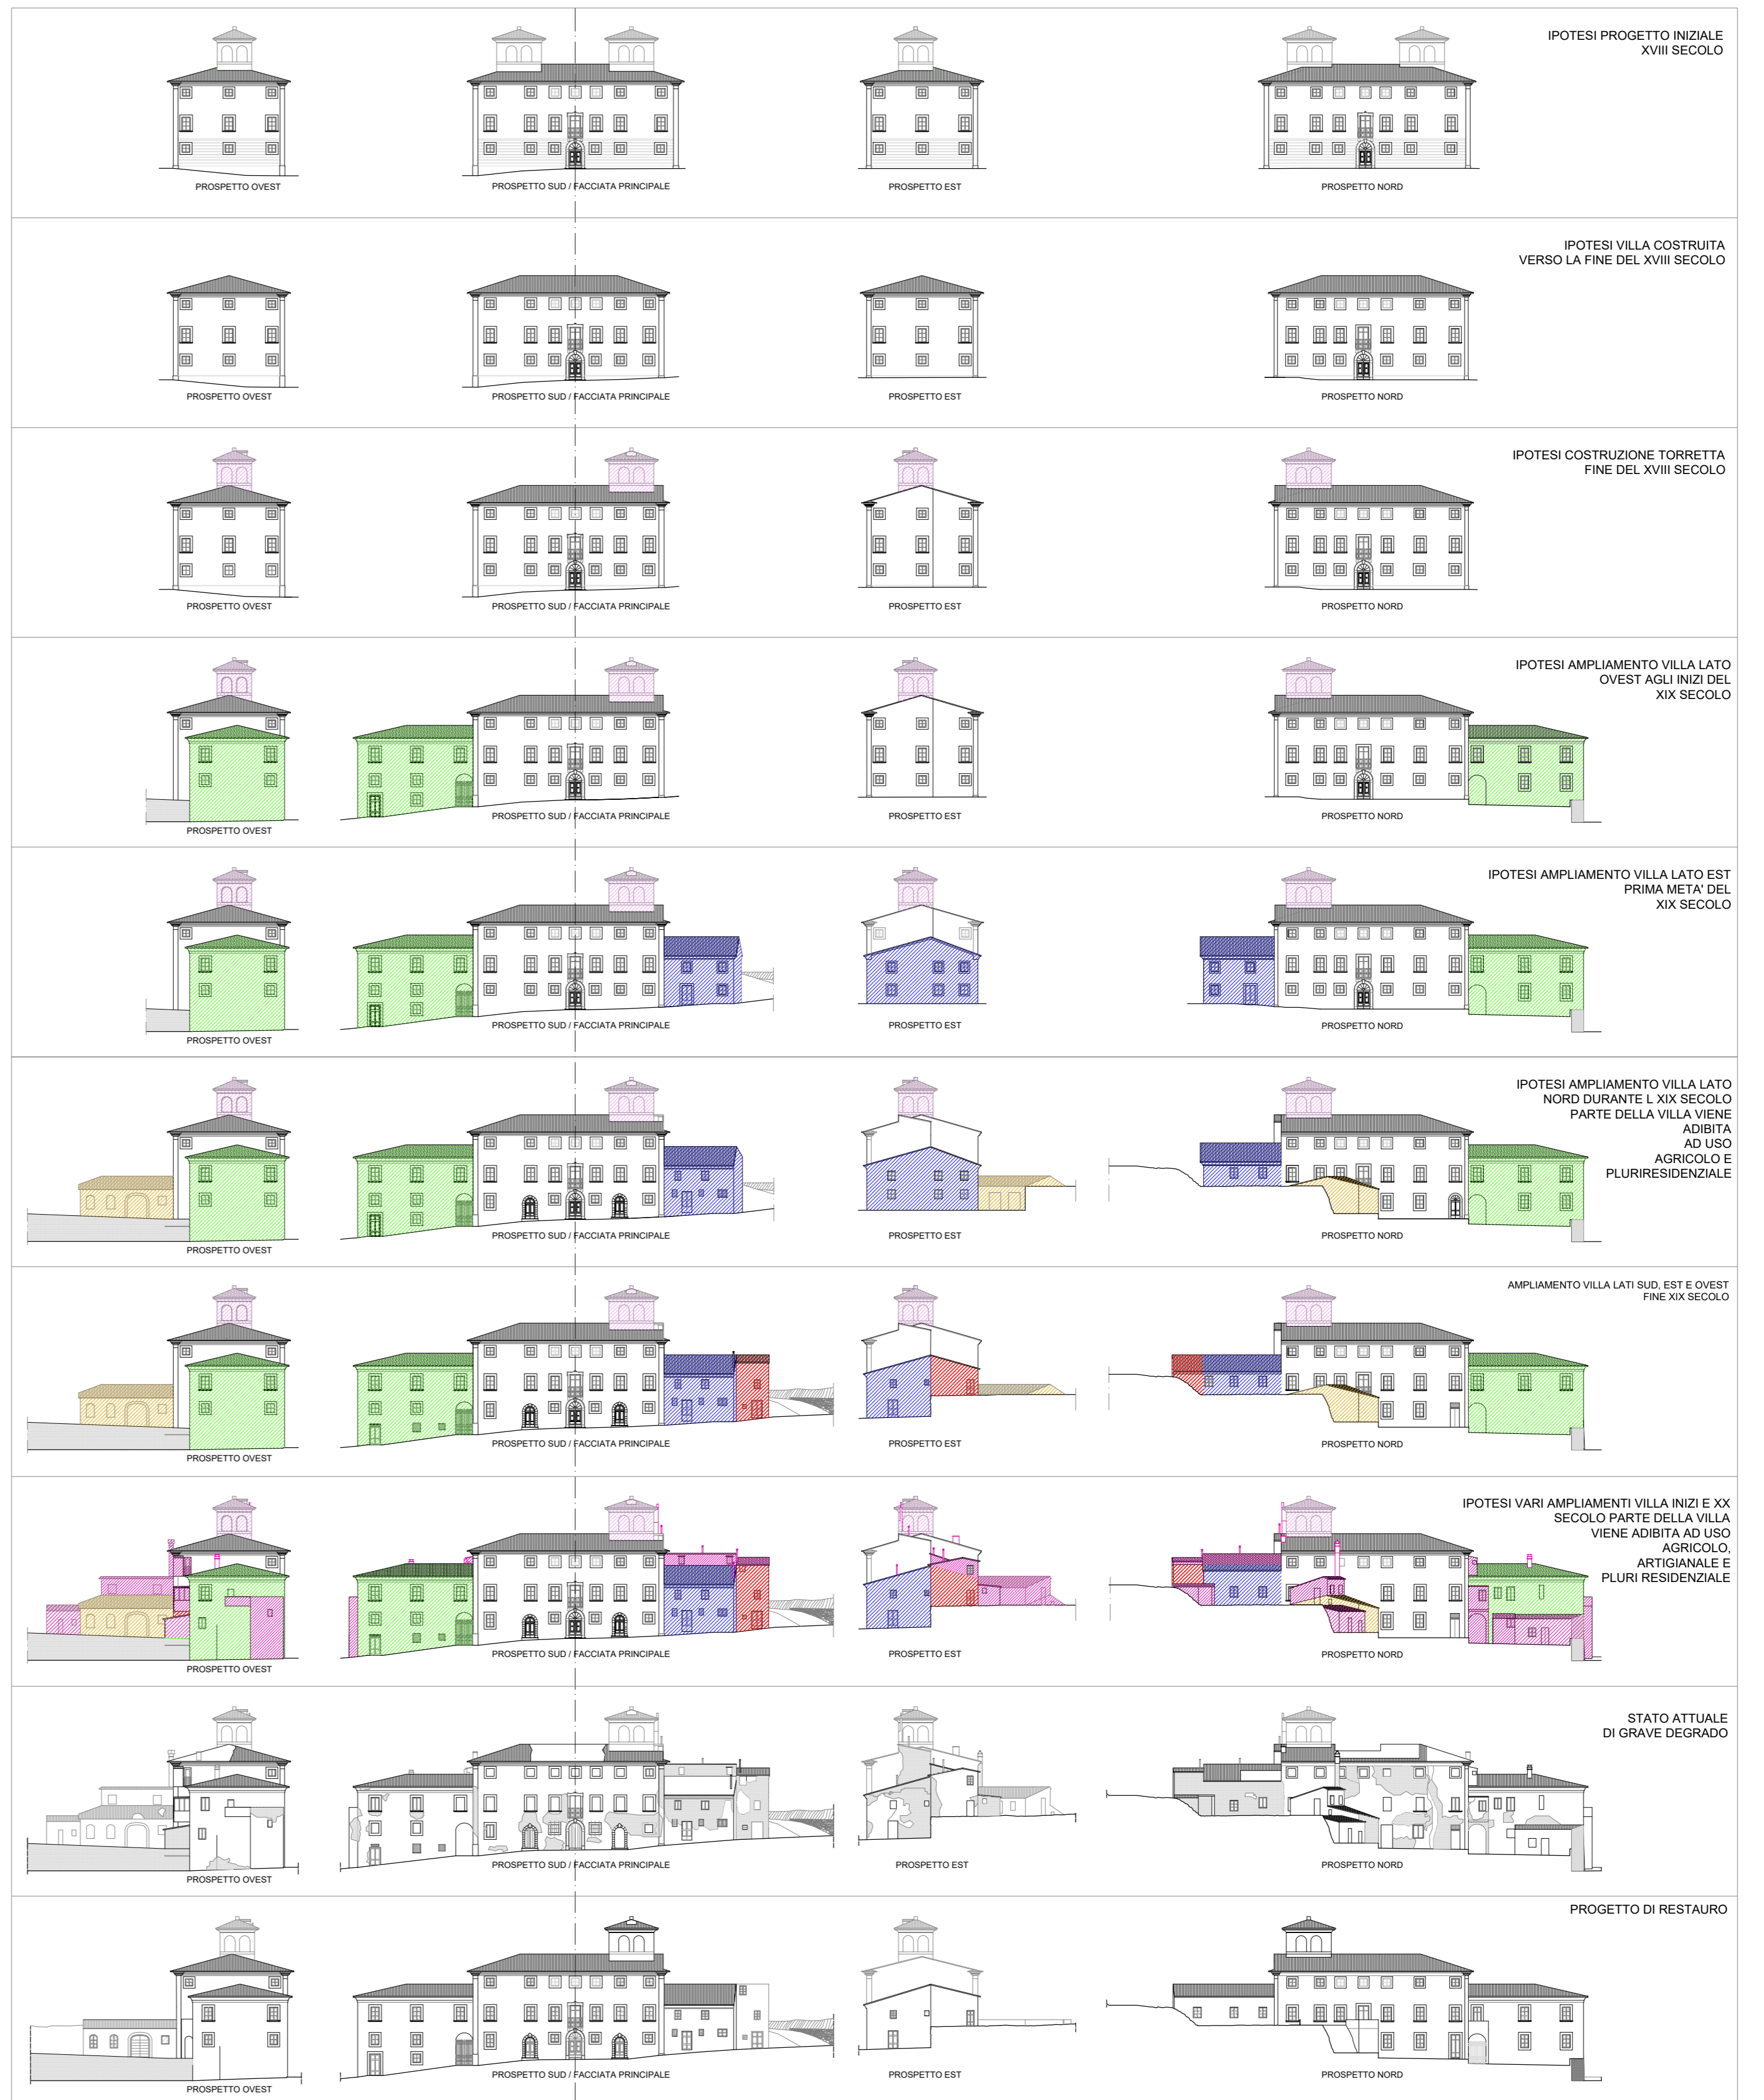 IPOTESI PROGETTO INIZIALE
XVIII SECOLO
PROSPETTO OVEST
PROSPETTO SUD / FACCIATA PRINCIPALE
PROSPETTO EST
PROSPETTO NORD
IPOTESI VILLA COSTRUITA
VERSO LA FINE DEL XVIII SECOLO
PROSPETTO OVEST
PROSPETTO SUD / FACCIATA PRINCIPALE
PROSPETTO EST
PROSPETTO NORD
IPOTESI COSTRUZIONE TORRETTA
FINE DEL XVIII SECOLO
PROSPETTO OVEST
PROSPETTO SUD / FACCIATA PRINCIPALE
PROSPETTO EST
PROSPETTO NORD
IPOTESI AMPLIAMENTO VILLA LATO
OVEST AGLI INIZI DEL
XIX SECOLO
PROSPETTO OVEST
PROSPETTO SUD / FACCIATA PRINCIPALE
PROSPETTO EST
PROSPETTO NORD
IPOTESI AMPLIAMENTO VILLA LATO EST
PRIMA META' DEL
XIX SECOLO
PROSPETTO OVEST
PROSPETTO SUD / FACCIATA PRINCIPALE
PROSPETTO EST
PROSPETTO NORD
IPOTESI AMPLIAMENTO VILLA LATO
NORD DURANTE L XIX SECOLO
PARTE DELLA VILLA VIENE
ADIBITA
AD USO
AGRICOLO E
PLURIRESIDENZIALE
PROSPETTO OVEST
PROSPETTO SUD / FACCIATA PRINCIPALE
PROSPETTO EST
PROSPETTO NORD
AMPLIAMENTO VILLA LATI SUD, EST E OVEST
FINE XIX SECOLO
PROSPETTO OVEST
PROSPETTO SUD / FACCIATA PRINCIPALE
PROSPETTO EST
PROSPETTO NORD
IPOTESI VARI AMPLIAMENTI VILLA INIZI E XX
SECOLO PARTE DELLA VILLA
VIENE ADIBITA AD USO
AGRICOLO,
ARTIGIANALE E
PLURI RESIDENZIALE
PROSPETTO OVEST
PROSPETTO SUD / FACCIATA PRINCIPALE
PROSPETTO EST
PROSPETTO NORD
STATO ATTUALE
DI GRAVE DEGRADO
PROSPETTO OVEST
PROSPETTO SUD / FACCIATA PRINCIPALE
PROSPETTO EST
PROSPETTO NORD
PROGETTO DI RESTAURO
PROSPETTO OVEST
PROSPETTO SUD / FACCIATA PRINCIPALE
PROSPETTO EST
PROSPETTO NORD